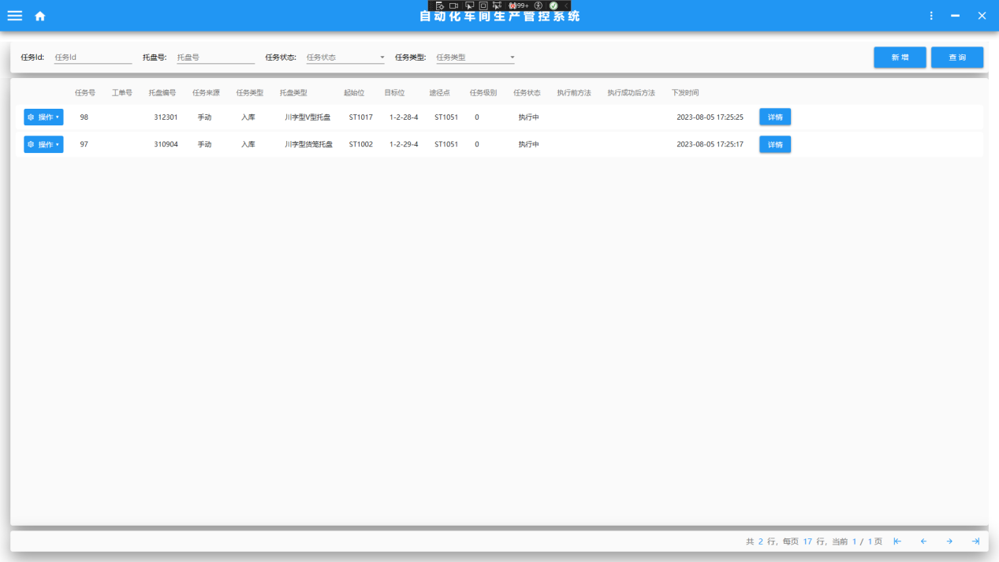 99+
自动化车间生产管控系统
任务Id: 任务Id 托盘号: 托盘号 任务状态: 任务状态 任务类型: 任务类型 新增 查询
任务号 工单号 托盘编号 任务来源 任务类型 托盘类型 起始位 目标位 途径点 任务级别 任务状态 执行前方法 执行成功后方法 下发时间
操作 98 312301 手动 入库 川字型V型托盘 ST1017 1-2-28-4 ST1051 0 执行中 2023-08-05 17:25:25 详情
操作 97 310904 手动 入库 川字型货笼托盘 ST1002 1-2-29-4 ST1051 0 执行中 2023-08-05 17:25:17 详情
共 2 行, 每页 17 行, 当前 1 / 1 页